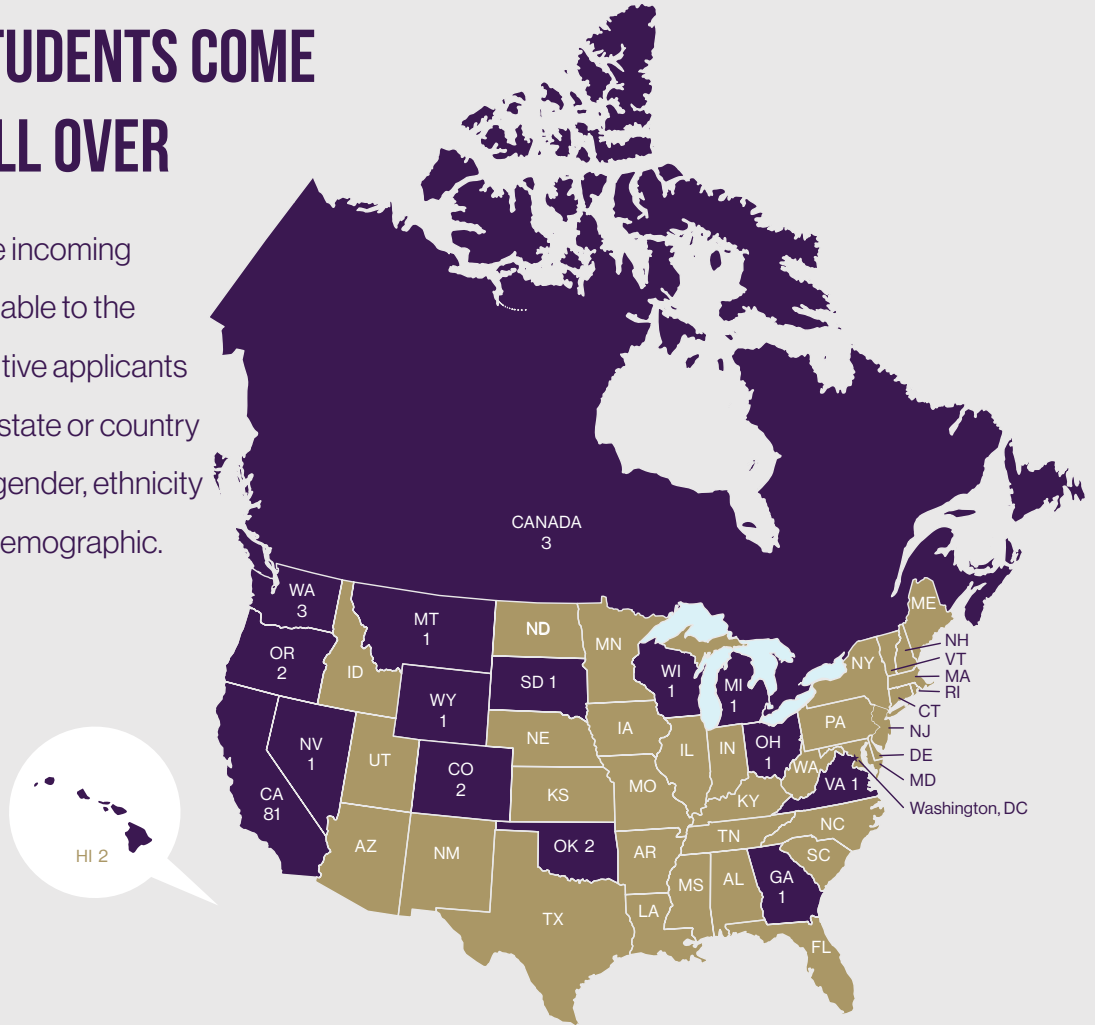 TUDENTS COME
LL OVER
e incoming
able to the
tive applicants
state or country
gender, ethnicity
emographic.
CANADA
3
WA
3
MT
1
ND
MN
ME
OR
2
ID
WY
1
SD 1
WI
1
MI
1
NY
NH
VT
MA
RI
CT
NJ
DE
MD
Washington, DC
NV
1
UT
CO
2
NE
IA
IL
IN
OH
1
PA
CA
81
KS
MO
WA
VA 1
KY
HI 2
AZ
NM
OK 2
AR
TN
NC
SC
TX
LA
MS
AL
GA
1
FL